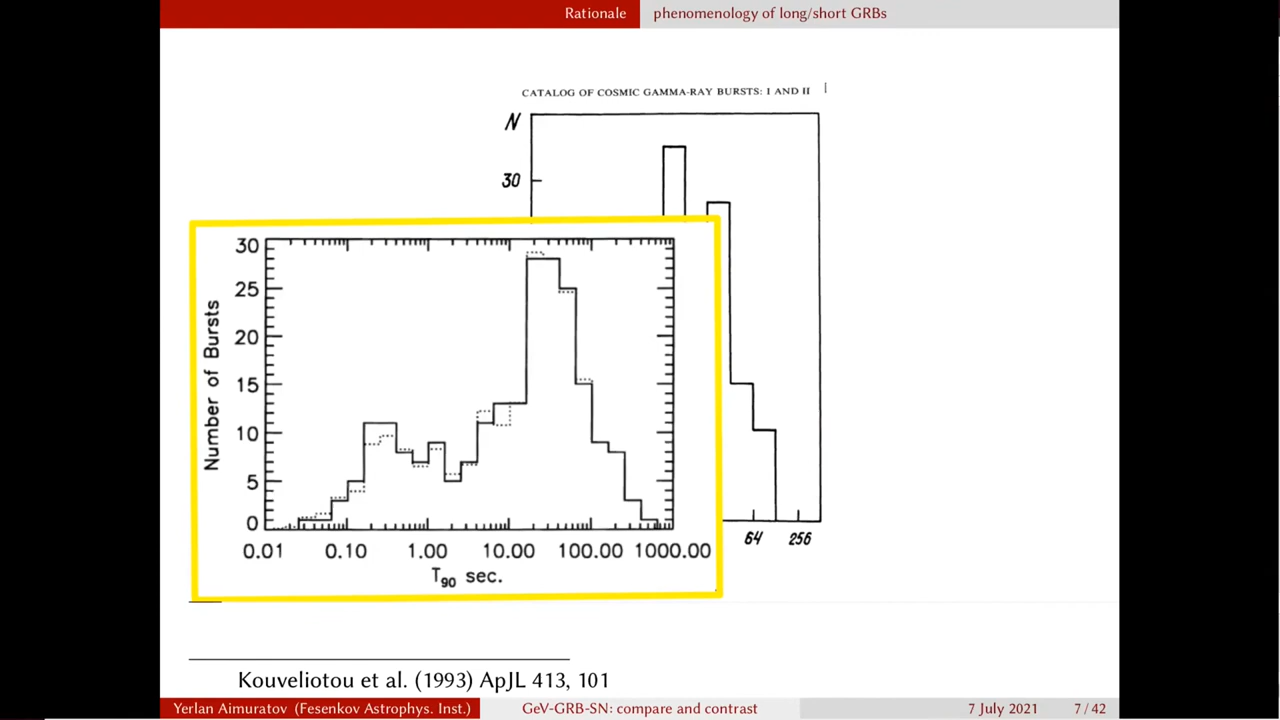 Rationale phenomenology of long/short GRBs
CATALOG OF COSMIC GAMMA-RAY BURSTS: I AND II
N
30
30
25
20
15
10
5
0
Number of Bursts
0.01 0.10 1.00 10.00 100.00 1000.00
T90 sec.
64 256
Kouveliotou et al. (1993) ApJL 413, 101
Yerlan Aimuratov (Fesenkov Astrophys. Inst.) GeV-GRB-SN: compare and contrast 7 July 2021 7 / 42